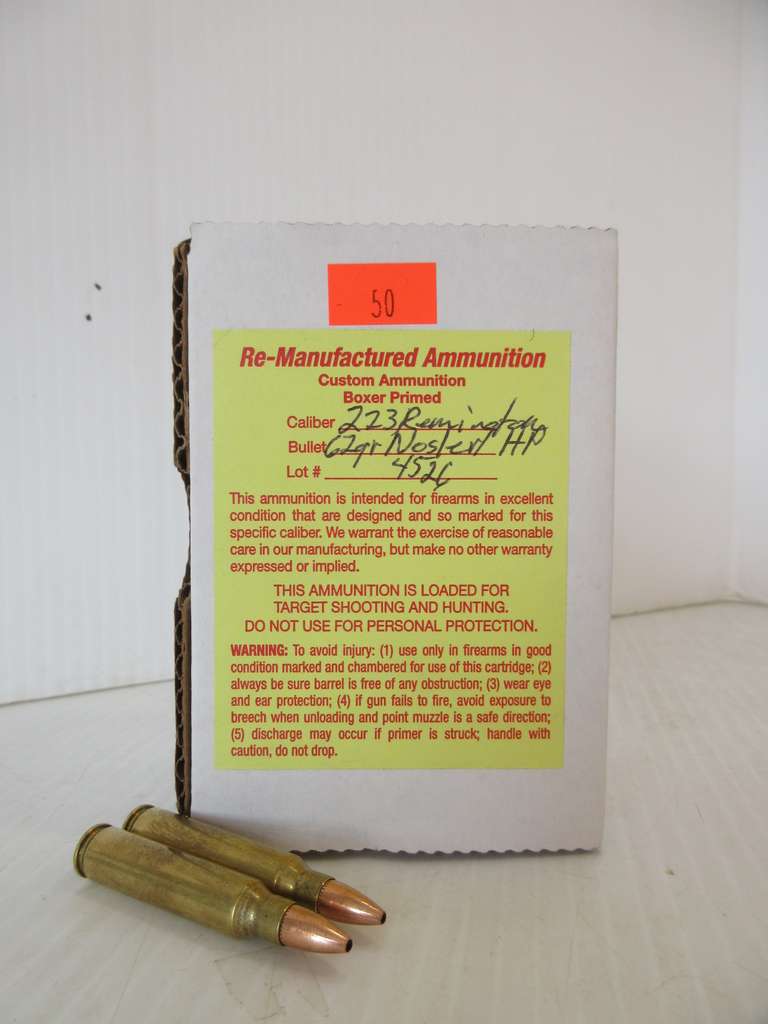 50
Re-Manufactured Ammunition
Custom Ammunition
Boxer Primed
Caliber 223 Remington
Bullet 62gr Nosler HP
Lot # 4526
This ammunition is intended for firearms in excellent
condition that are designed and so marked for this
specific caliber. We warrant the exercise of reasonable
care in our manufacturing, but make no other warranty
expressed or implied.
THIS AMMUNITION IS LOADED FOR
TARGET SHOOTING AND HUNTING.
DO NOT USE FOR PERSONAL PROTECTION.
WARNING: To avoid injury: (1) use only in firearms in good
condition marked and chambered for use of this cartridge; (2)
always be sure barrel is free of any obstruction; (3) wear eye
and ear protection; (4) if gun fails to fire, avoid exposure to
breech when unloading and point muzzle is a safe direction;
(5) discharge may occur if primer is struck; handle with
caution, do not drop.